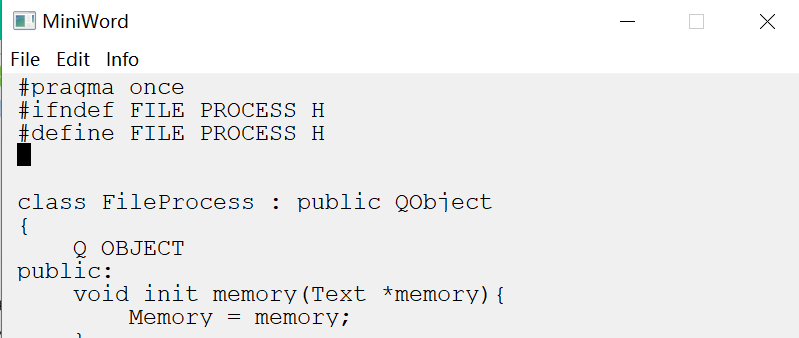 MiniWord
File Edit Info
#pragma once
#ifndef FILE PROCESS H
#define FILE PROCESS H
class FileProcess : public QObject
{
    Q OBJECT
public:
    void init memory(Text *memory){
        Memory = memory;